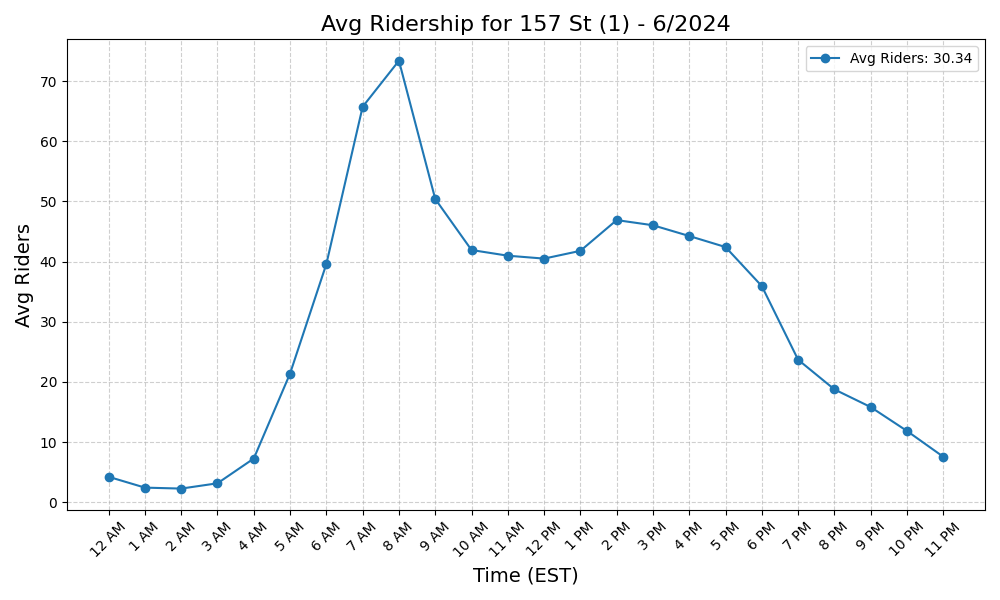 Avg Ridership for 157 St (1) - 6/2024
Avg Riders: 30.34
Avg Riders
70
60
50
40
30
20
10
0
12 AM
1 AM
2 AM
3 AM
4 AM
5 AM
6 AM
7 AM
8 AM
9 AM
10 AM
11 AM
12 PM
1 PM
2 PM
3 PM
4 PM
5 PM
6 PM
7 PM
8 PM
9 PM
10 PM
11 PM
Time (EST)